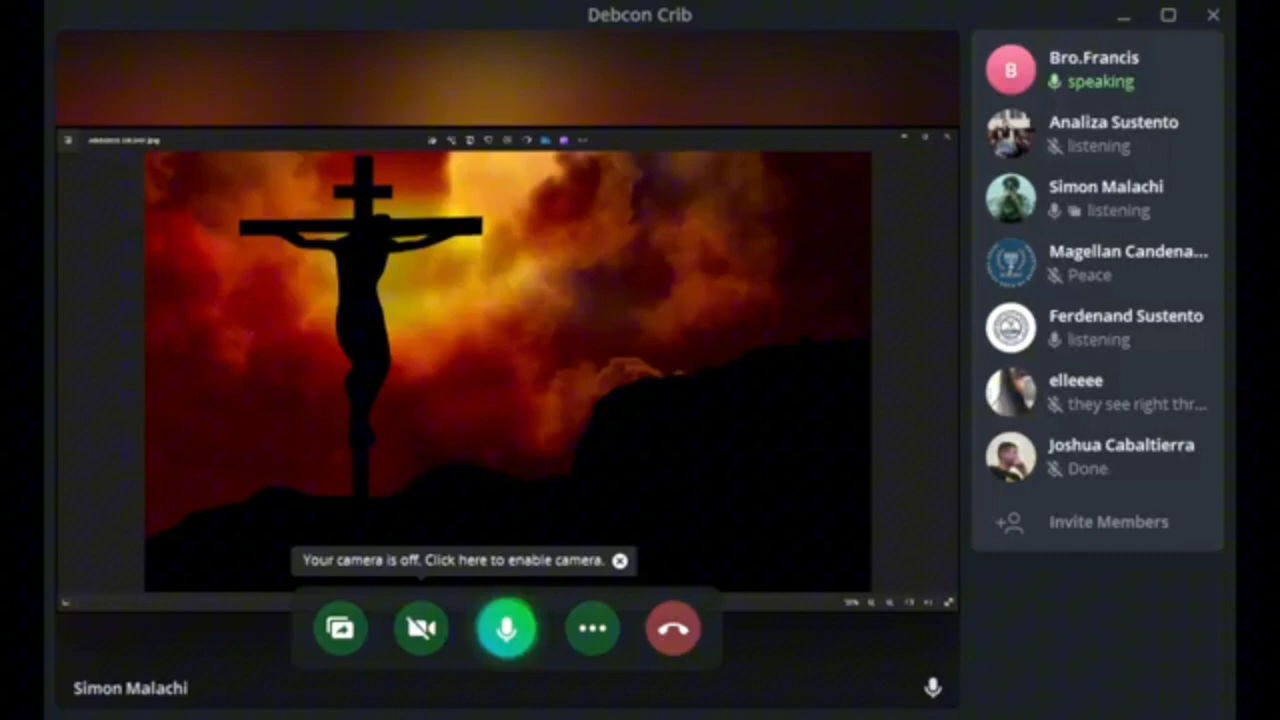 Debcon Crib
Bro.Francis
speaking
Analiza Sustento
listening
Simon Malachi
listening
Magellan Candena...
Peace
Ferdenand Sustento
listening
elleeee
they see right thr...
Joshua Cabaltierra
Done
Invite Members
B
Your camera is off. Click here to enable camera.
Simon Malachi